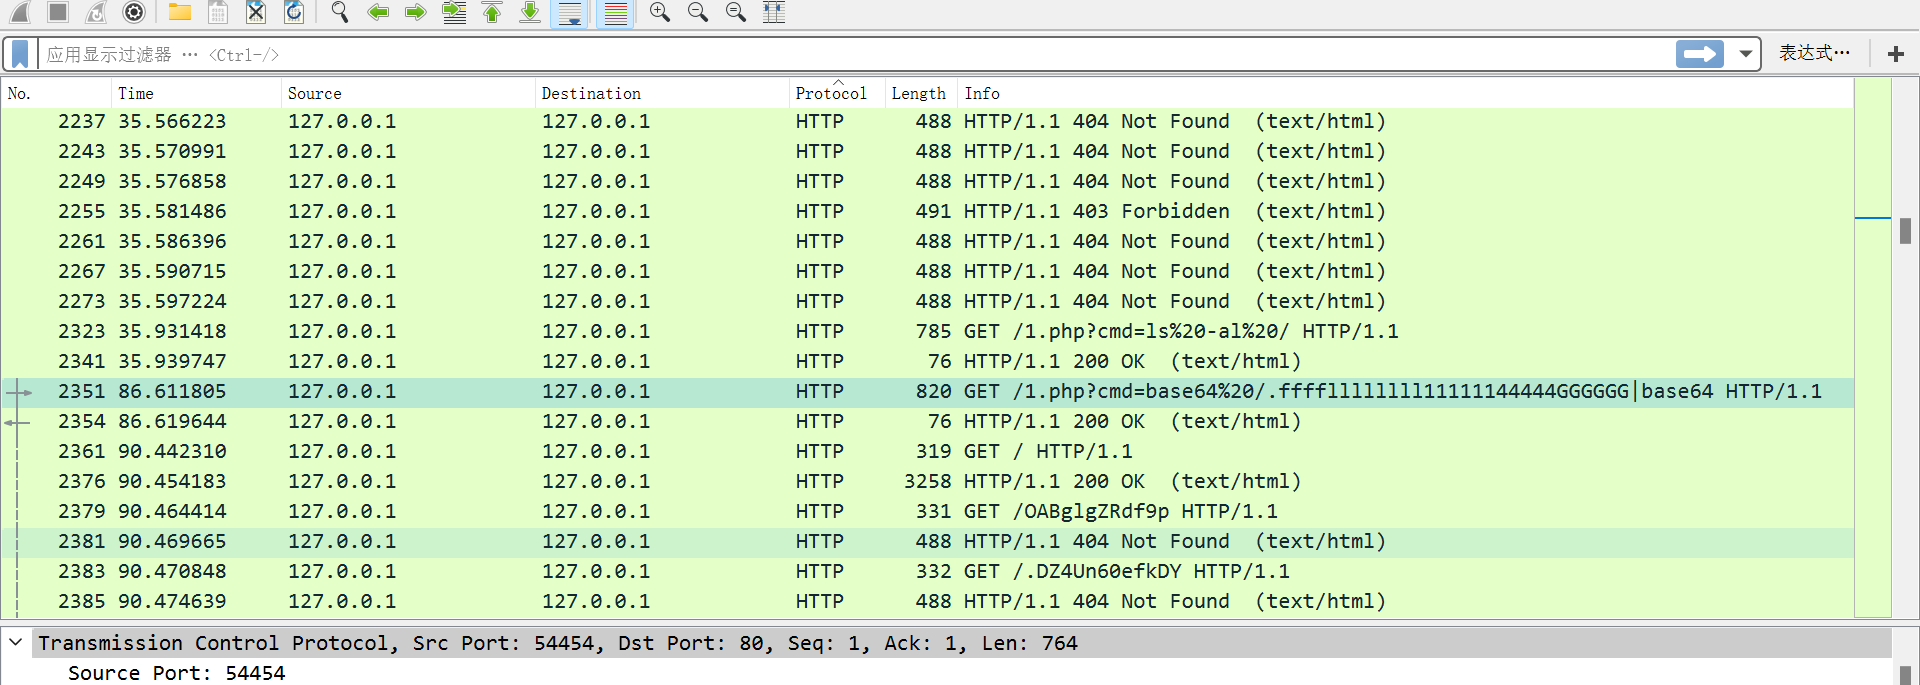 应用显示过滤器 … <Ctrl-/> 表达式…
No. Time Source Destination Protocol Length Info
2237 35.566223 127.0.0.1 127.0.0.1 HTTP 488 HTTP/1.1 404 Not Found (text/html)
2243 35.570991 127.0.0.1 127.0.0.1 HTTP 488 HTTP/1.1 404 Not Found (text/html)
2249 35.576858 127.0.0.1 127.0.0.1 HTTP 488 HTTP/1.1 404 Not Found (text/html)
2255 35.581486 127.0.0.1 127.0.0.1 HTTP 491 HTTP/1.1 403 Forbidden (text/html)
2261 35.586396 127.0.0.1 127.0.0.1 HTTP 488 HTTP/1.1 404 Not Found (text/html)
2267 35.590715 127.0.0.1 127.0.0.1 HTTP 488 HTTP/1.1 404 Not Found (text/html)
2273 35.597224 127.0.0.1 127.0.0.1 HTTP 488 HTTP/1.1 404 Not Found (text/html)
2323 35.931418 127.0.0.1 127.0.0.1 HTTP 785 GET /1.php?cmd=ls%20-al%20/ HTTP/1.1
2341 35.939747 127.0.0.1 127.0.0.1 HTTP 76 HTTP/1.1 200 OK (text/html)
2351 86.611805 127.0.0.1 127.0.0.1 HTTP 820 GET /1.php?cmd=base64%20/.ffffllllllll11111144444GGGGGG|base64 HTTP/1.1
2354 86.619644 127.0.0.1 127.0.0.1 HTTP 76 HTTP/1.1 200 OK (text/html)
2361 90.442310 127.0.0.1 127.0.0.1 HTTP 319 GET / HTTP/1.1
2376 90.454183 127.0.0.1 127.0.0.1 HTTP 3258 HTTP/1.1 200 OK (text/html)
2379 90.464414 127.0.0.1 127.0.0.1 HTTP 331 GET /OABglgZRdf9p HTTP/1.1
2381 90.469665 127.0.0.1 127.0.0.1 HTTP 488 HTTP/1.1 404 Not Found (text/html)
2383 90.470848 127.0.0.1 127.0.0.1 HTTP 332 GET /.DZ4Un60efkDY HTTP/1.1
2385 90.474639 127.0.0.1 127.0.0.1 HTTP 488 HTTP/1.1 404 Not Found (text/html)
Transmission Control Protocol, Src Port: 54454, Dst Port: 80, Seq: 1, Ack: 1, Len: 764
Source Port: 54454